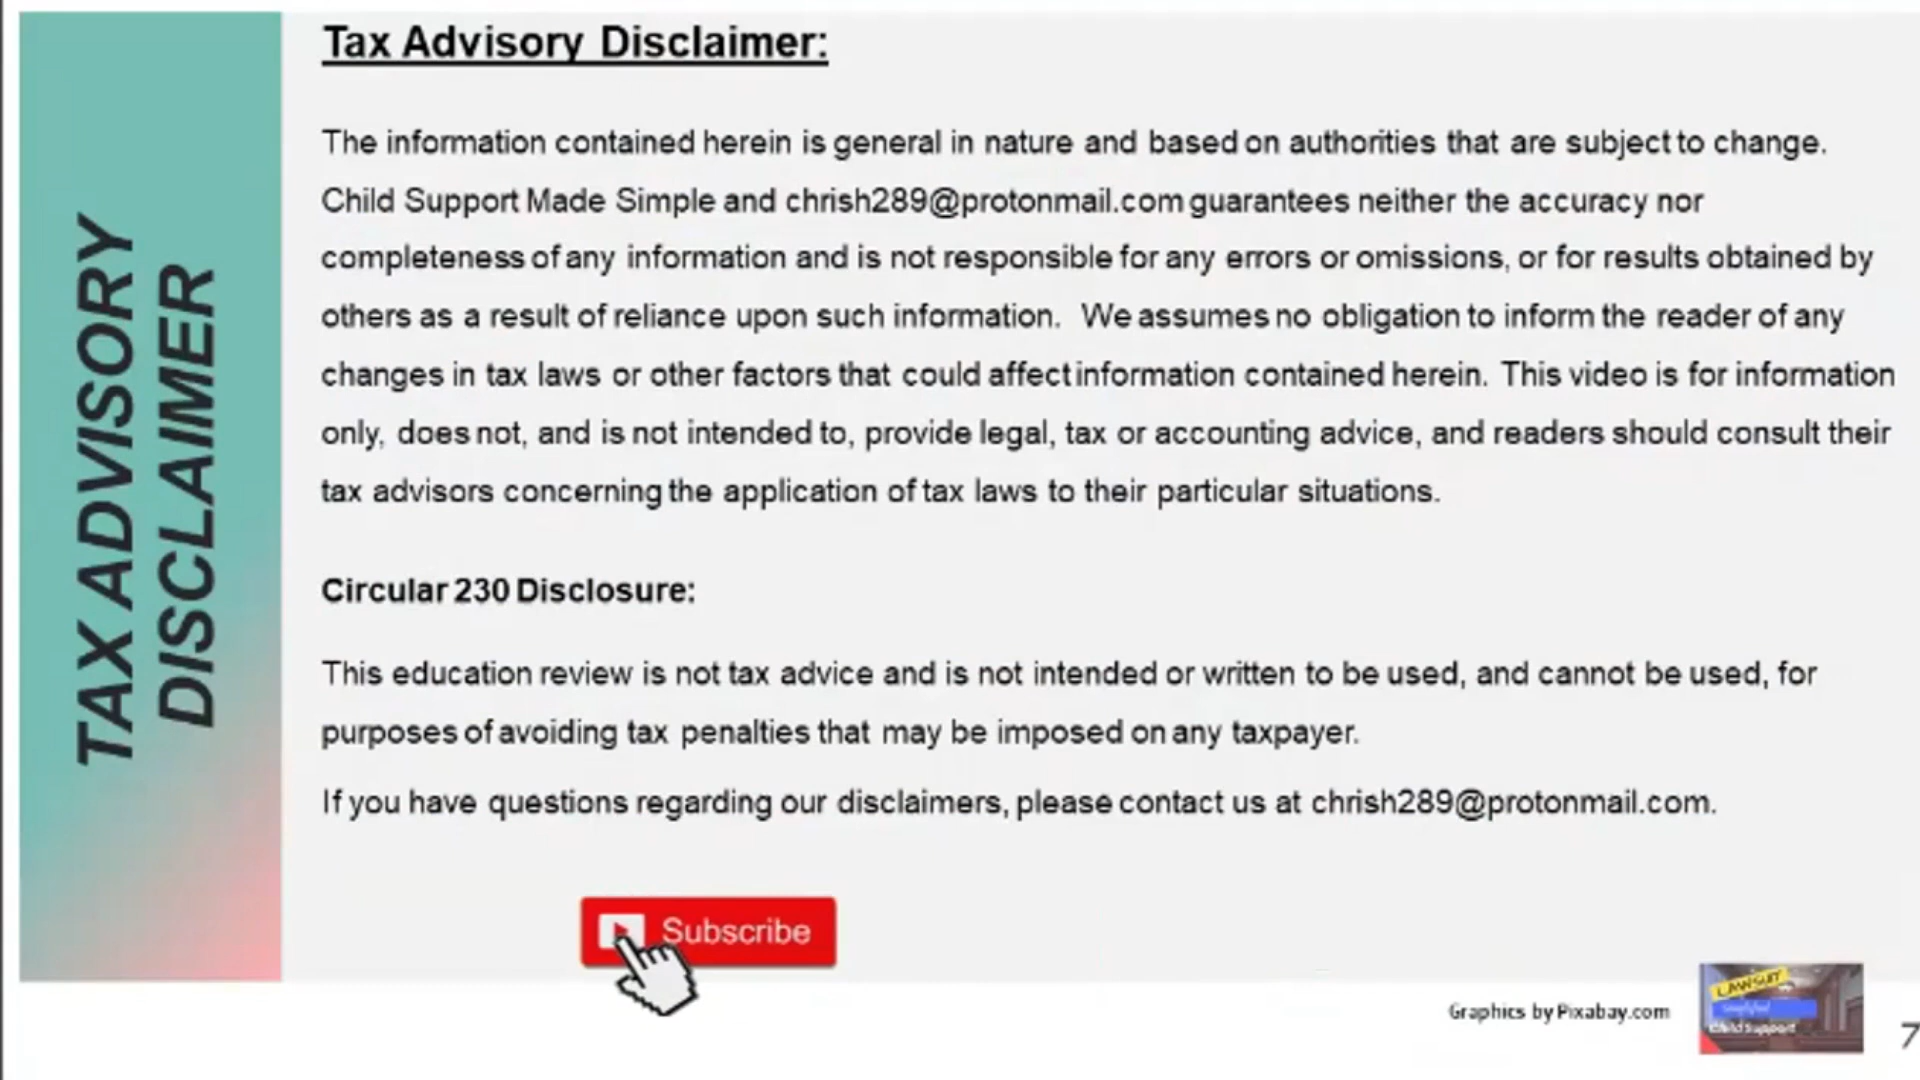 TAX ADVISORY
DISCLAIMER
Tax Advisory Disclaimer:
The information contained herein is general in nature and based on authorities that are subject to change.
Child Support Made Simple and chrish289@protonmail.com guarantees neither the accuracy nor
completeness of any information and is not responsible for any errors or omissions, or for results obtained by
others as a result of reliance upon such information. We assumes no obligation to inform the reader of any
changes in tax laws or other factors that could affect information contained herein. This video is for information
only, does not, and is not intended to, provide legal, tax or accounting advice, and readers should consult their
tax advisors concerning the application of tax laws to their particular situations.
Circular 230 Disclosure:
This education review is not tax advice and is not intended or written to be used, and cannot be used, for
purposes of avoiding tax penalties that may be imposed on any taxpayer.
If you have questions regarding our disclaimers, please contact us at chrish289@protonmail.com.
Subscribe
Graphics by Pixabay.com
LAWSUIT
Simplified
Child Support
7